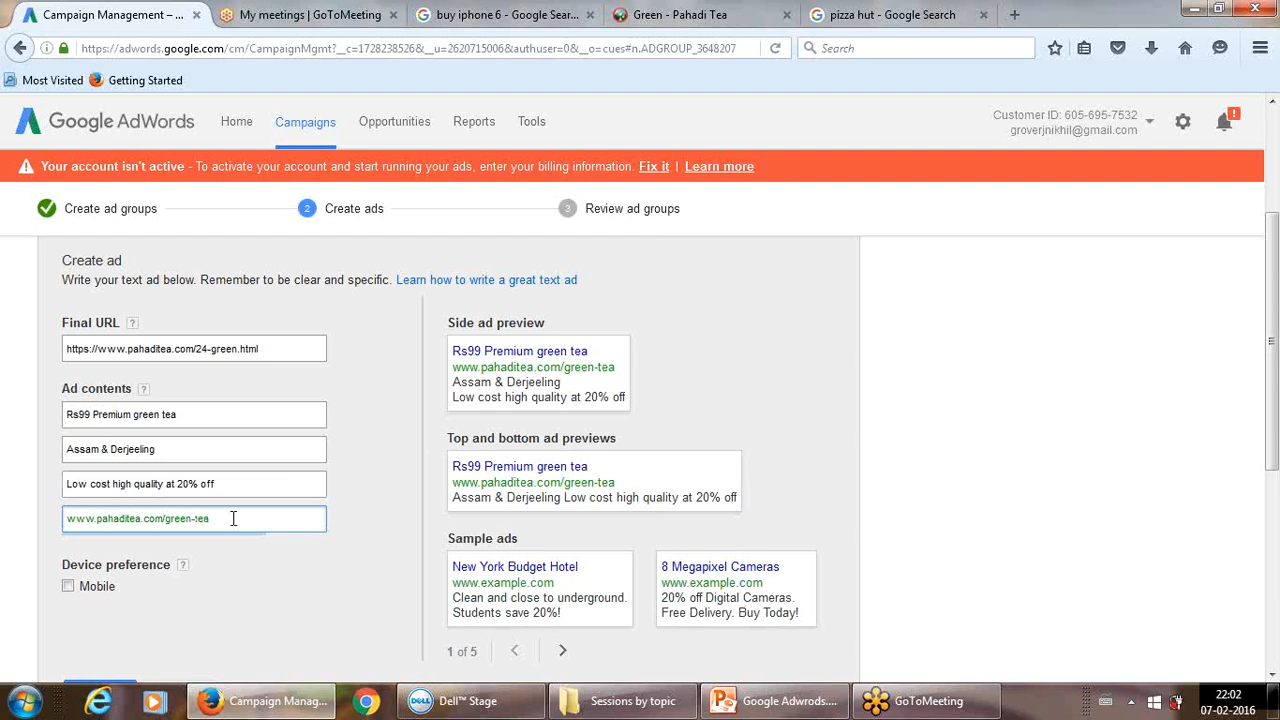 Campaign Management – ...
My meetings | GoToMeeting
buy iphone 6 - Google Sear...
Green - Pahadi Tea
pizza hut - Google Search
https://adwords.google.com/cm/CampaignMgmt?__c=1728238526&__u=2620715006&authuser=0&__o=cues#n.ADGROUP_3648207
Search
Most Visited
Getting Started
Google AdWords
Home
Campaigns
Opportunities
Reports
Tools
Customer ID: 605-695-7532
groverjnikhil@gmail.com
!
Your account isn't active - To activate your account and start running your ads, enter your billing information. Fix it | Learn more
Create ad groups
2 Create ads
3 Review ad groups
Create ad
Write your text ad below. Remember to be clear and specific. Learn how to write a great text ad
Final URL ?
https://www.pahaditea.com/24-green.html
Ad contents ?
Rs99 Premium green tea
Assam & Derjeeling
Low cost high quality at 20% off
www.pahaditea.com/green-tea
Device preference ?
Mobile
Side ad preview
Rs99 Premium green tea
www.pahaditea.com/green-tea
Assam & Derjeeling
Low cost high quality at 20% off
Top and bottom ad previews
Rs99 Premium green tea
www.pahaditea.com/green-tea
Assam & Derjeeling Low cost high quality at 20% off
Sample ads
New York Budget Hotel
www.example.com
Clean and close to underground.
Students save 20%!
8 Megapixel Cameras
www.example.com
20% off Digital Cameras.
Free Delivery. Buy Today!
1 of 5
Campaign Manag...
DELL
Dell™ Stage
Sessions by topic
Google Adwords....
GoToMeeting
22:02
07-02-2016